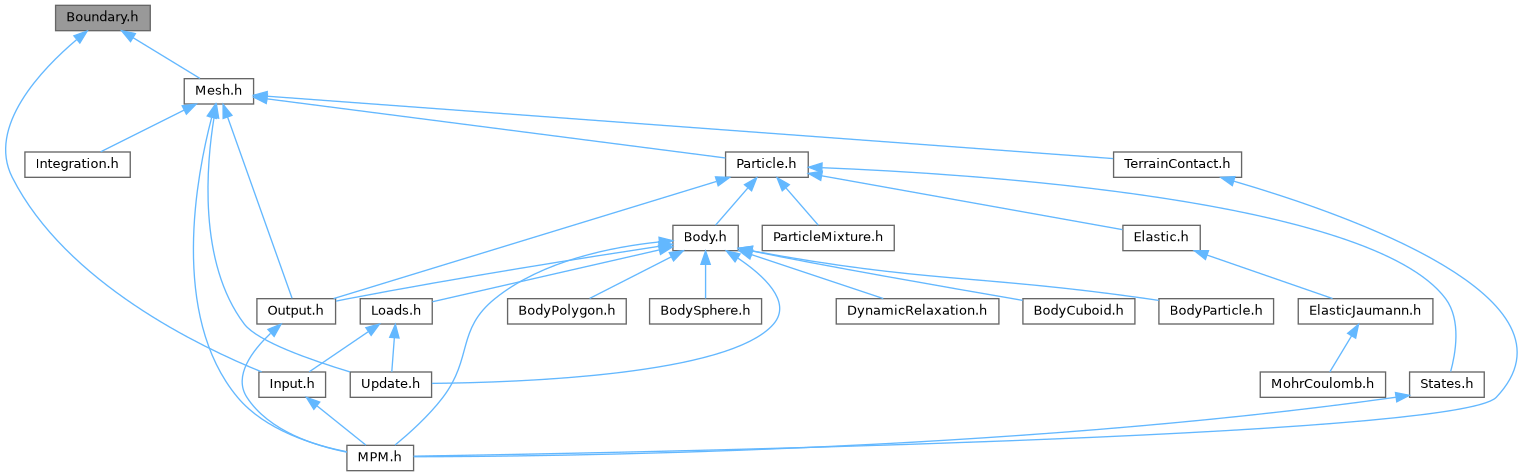 Boundary.h
Mesh.h
Integration.h
Particle.h
TerrainContact.h
Body.h
ParticleMixture.h
Elastic.h
Output.h
Loads.h
BodyPolygon.h
BodySphere.h
DynamicRelaxation.h
BodyCuboid.h
BodyParticle.h
ElasticJaumann.h
Input.h
Update.h
MohrCoulomb.h
States.h
MPM.h